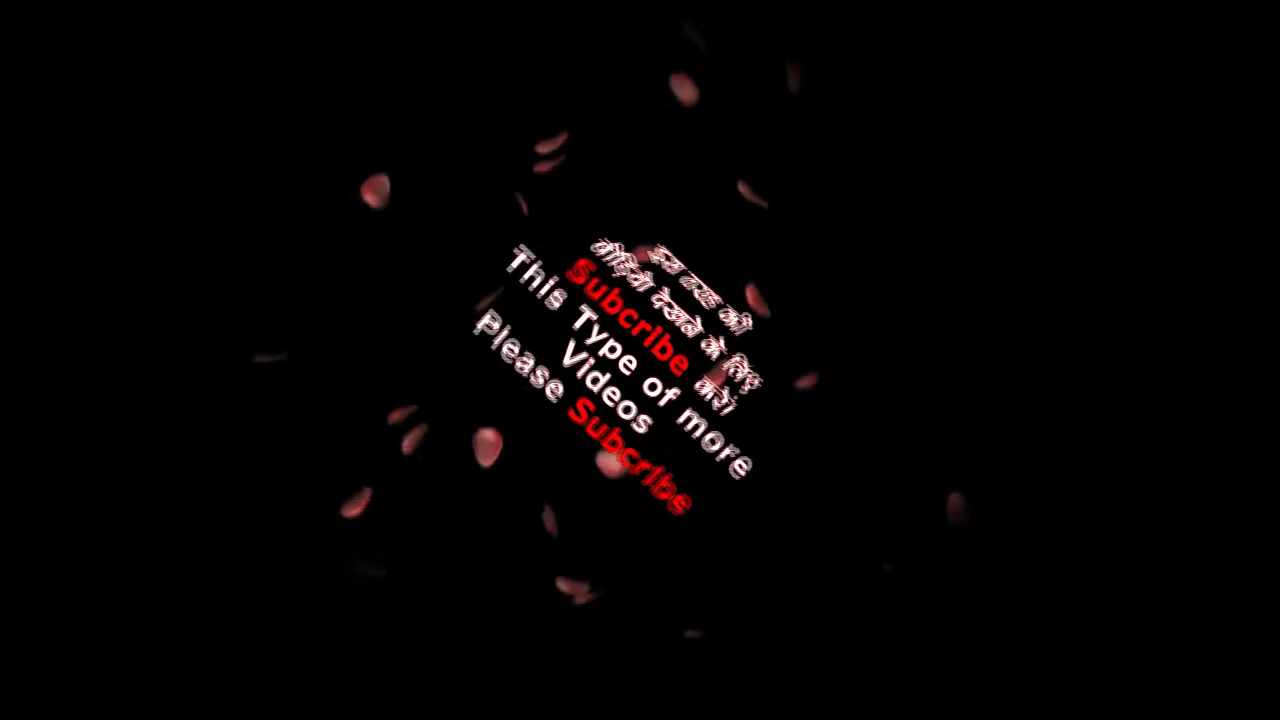 इस तरह की
वीडियो देखने के लिए
Subcribe करो
This Type of more
Videos
Please Subcribe